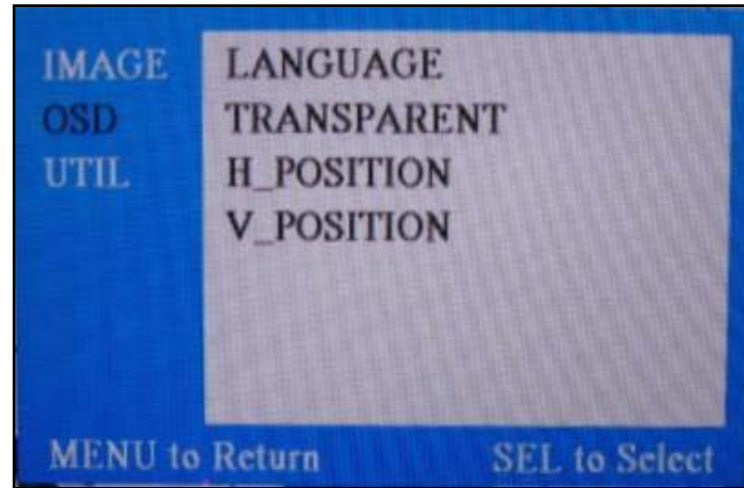 IMAGE LANGUAGE
OSD TRANSPARENT
UTIL H_POSITION
V_POSITION
MENU to Return SEL to Select